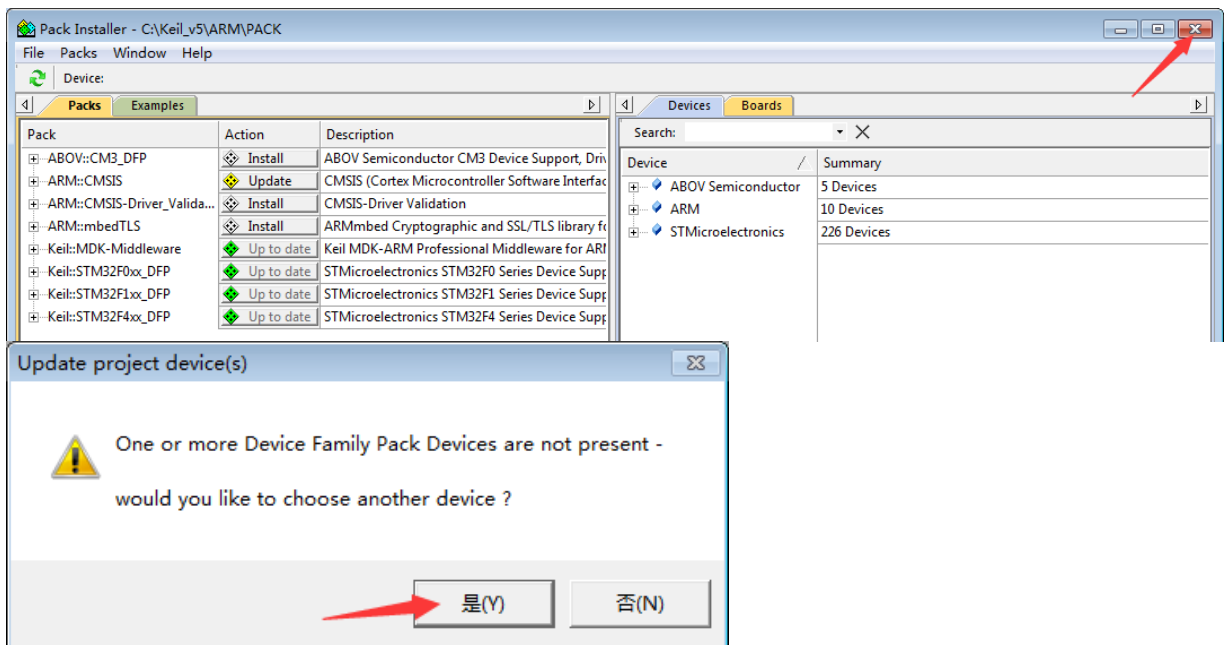 Pack Installer - C:\Keil_v5\ARM\PACK
File Packs Window Help
Device:
Packs Examples
Pack Action Description
ABOV::CM3_DFP Install ABOV Semiconductor CM3 Device Support, Driv
ARM::CMSIS Update CMSIS (Cortex Microcontroller Software Interfac
ARM::CMSIS-Driver_Valida... Install CMSIS-Driver Validation
ARM::mbedTLS Install ARMmbed Cryptographic and SSL/TLS library fo
Keil::MDK-Middleware Up to date Keil MDK-ARM Professional Middleware for ARM
Keil::STM32F0xx_DFP Up to date STMicroelectronics STM32F0 Series Device Supp
Keil::STM32F1xx_DFP Up to date STMicroelectronics STM32F1 Series Device Supp
Keil::STM32F4xx_DFP Up to date STMicroelectronics STM32F4 Series Device Supp
Devices Boards
Search:
Device Summary
ABOV Semiconductor 5 Devices
ARM 10 Devices
STMicroelectronics 226 Devices
Update project device(s)
One or more Device Family Pack Devices are not present -
would you like to choose another device ?
是(Y) 否(N)